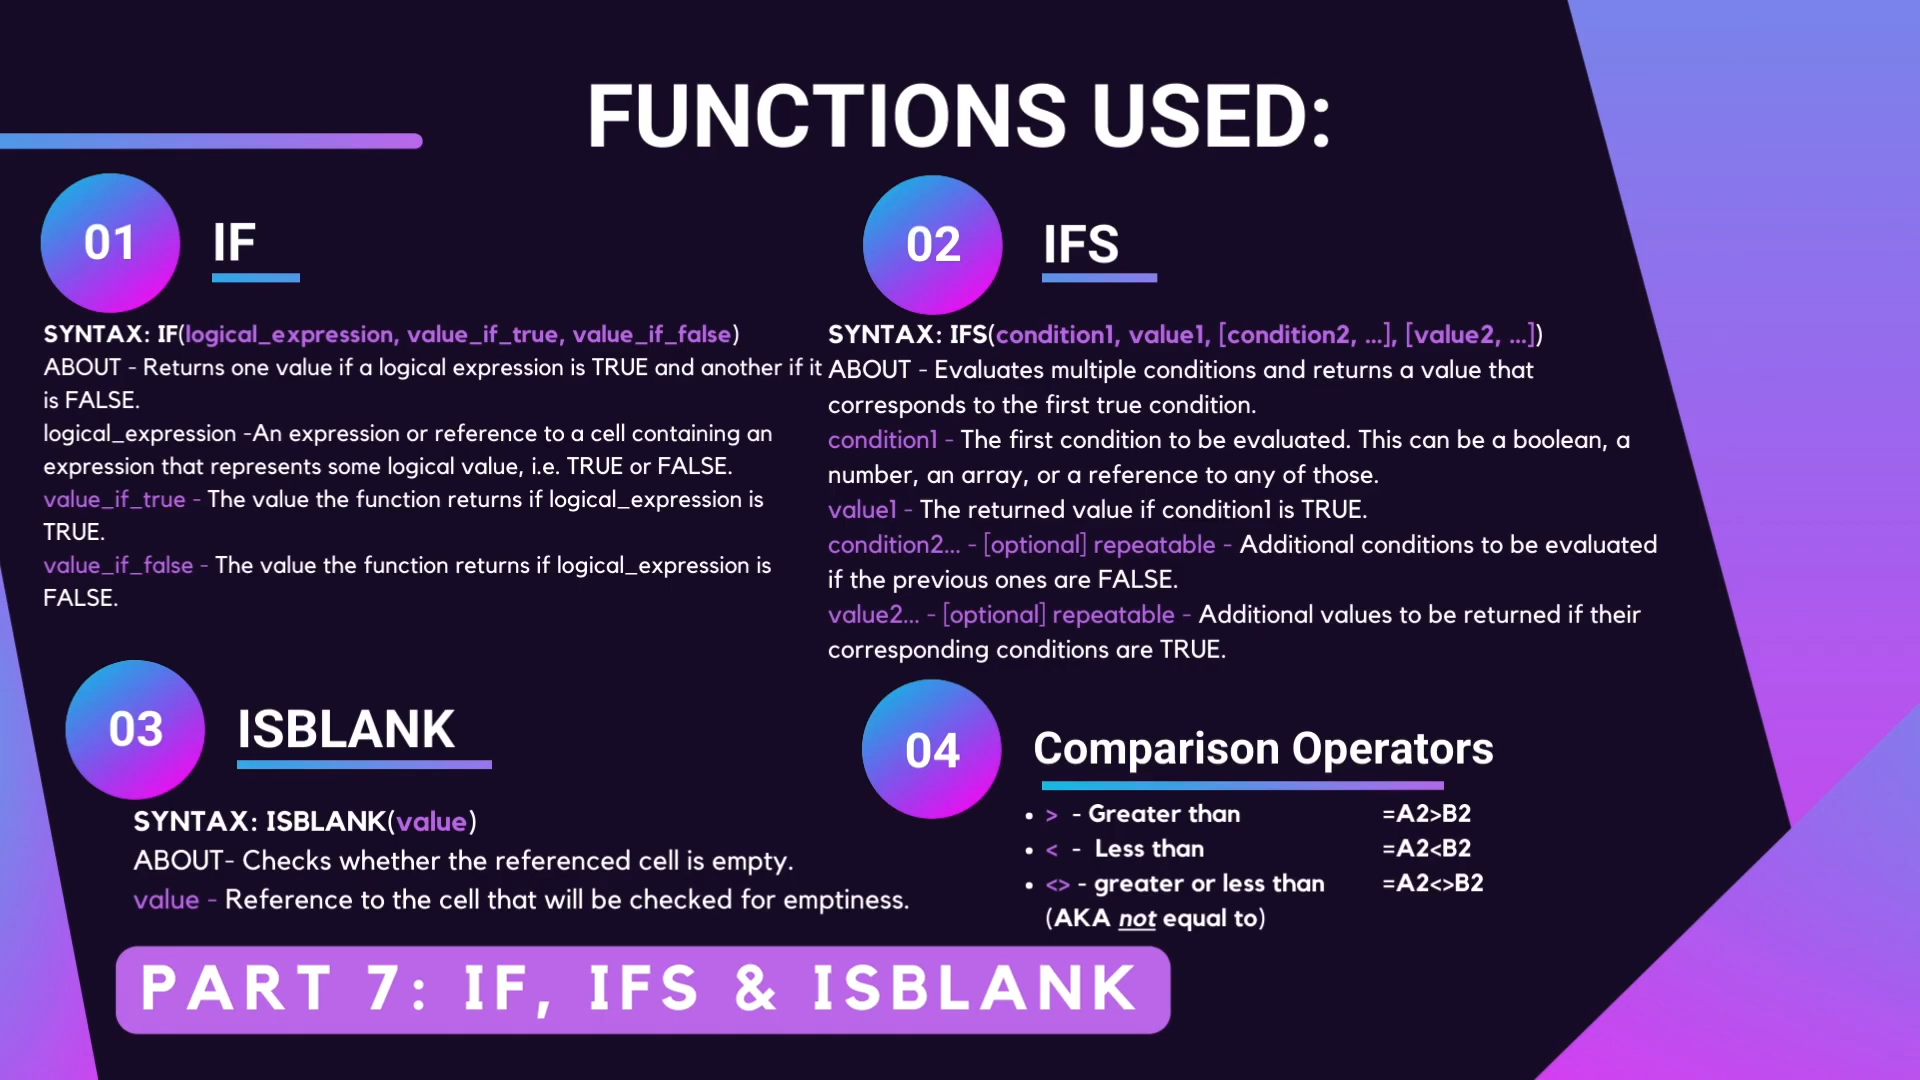 FUNCTIONS USED:
01
IF
SYNTAX: IF(logical_expression, value_if_true, value_if_false)
ABOUT - Returns one value if a logical expression is TRUE and another if it
is FALSE.
logical_expression -An expression or reference to a cell containing an
expression that represents some logical value, i.e. TRUE or FALSE.
value_if_true - The value the function returns if logical_expression is
TRUE.
value_if_false - The value the function returns if logical_expression is
FALSE.
02
IFS
SYNTAX: IFS(condition1, value1, [condition2, ...], [value2, ...])
ABOUT - Evaluates multiple conditions and returns a value that
corresponds to the first true condition.
condition1 - The first condition to be evaluated. This can be a boolean, a
number, an array, or a reference to any of those.
value1 - The returned value if condition1 is TRUE.
condition2... - [optional] repeatable - Additional conditions to be evaluated
if the previous ones are FALSE.
value2... - [optional] repeatable - Additional values to be returned if their
corresponding conditions are TRUE.
03
ISBLANK
SYNTAX: ISBLANK(value)
ABOUT- Checks whether the referenced cell is empty.
value - Reference to the cell that will be checked for emptiness.
04
Comparison Operators
• > - Greater than =A2>B2
• < - Less than =A2<B2
• <> - greater or less than =A2<>B2
(AKA not equal to)
PART 7: IF, IFS & ISBLANK